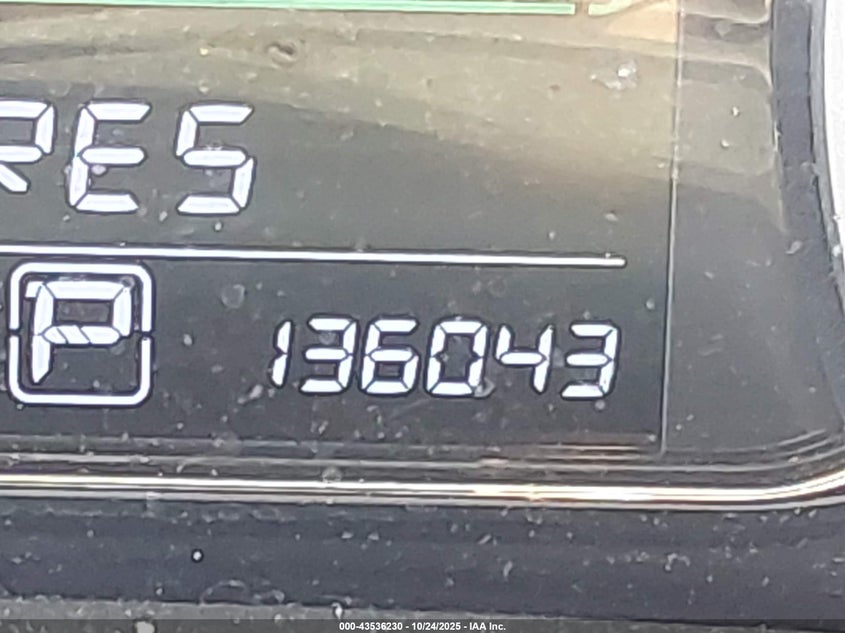 RES
P 136043
000-43536230 - 10/24/2025 - IAA Inc.